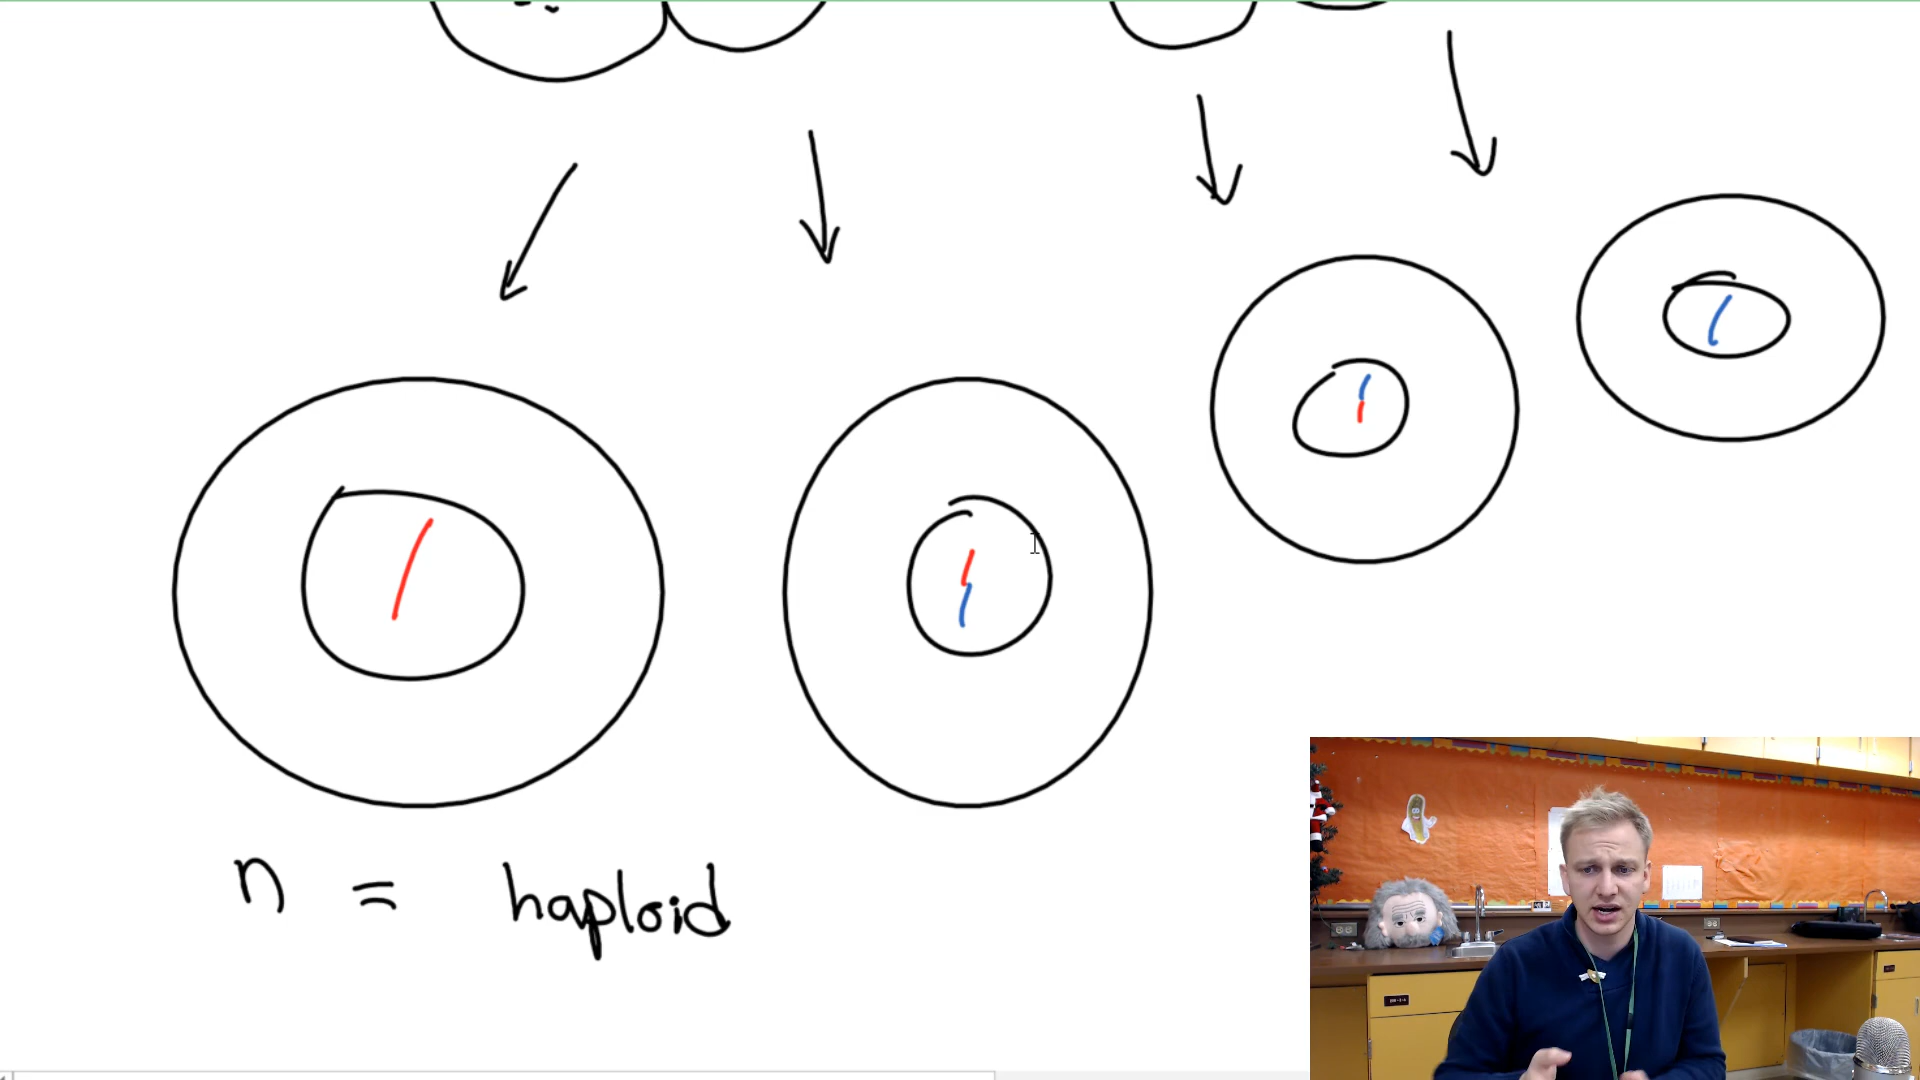 n = haploid